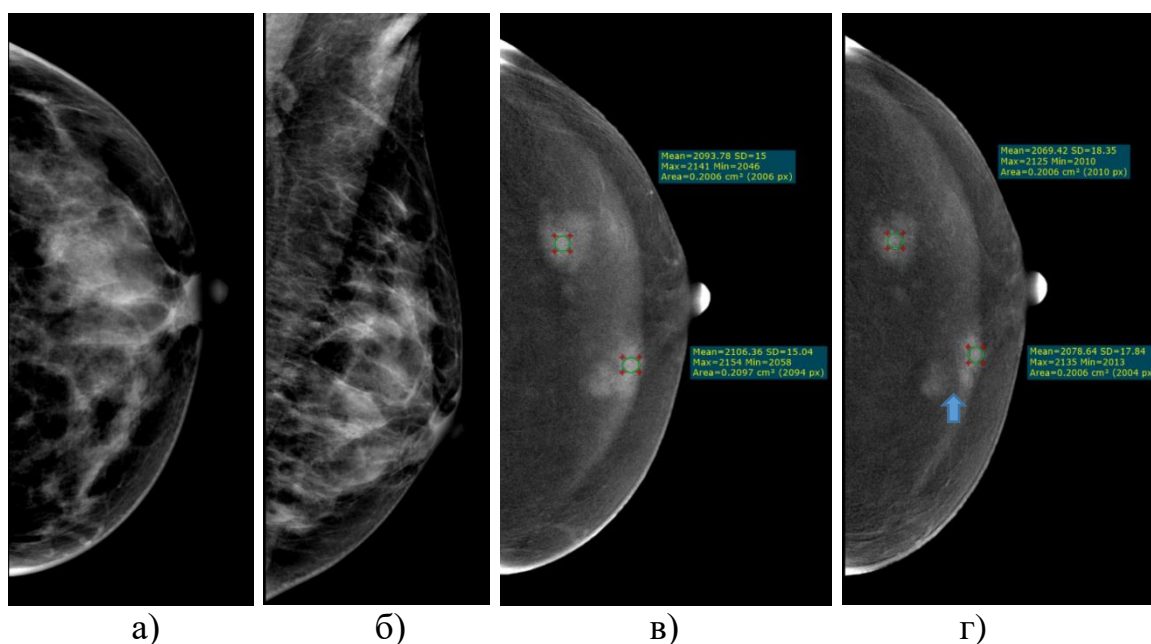 Mean=2093.78 SD=15
Max=2141 Min=2046
Area=0.2006 cm² (2006 px)
Mean=2069.42 SD=18.35
Max=2125 Min=2010
Area=0.2006 cm² (2010 px)
Mean=2106.36 SD=15.04
Max=2154 Min=2058
Area=0.2097 cm² (2094 px)
Mean=2078.64 SD=17.84
Max=2135 Min=2013
Area=0.2006 cm² (2004 px)
а)
б)
в)
г)